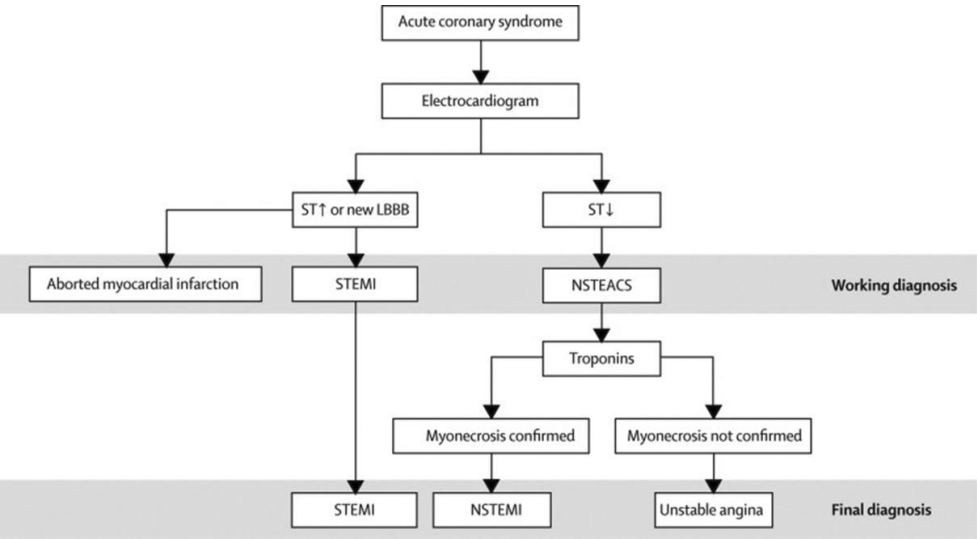 Acute coronary syndrome
Electrocardiogram
ST↑ or new LBBB
ST↓
Aborted myocardial infarction
STEMI
NSTEACS
Working diagnosis
Troponins
Myonecrosis confirmed
Myonecrosis not confirmed
STEMI
NSTEMI
Unstable angina
Final diagnosis